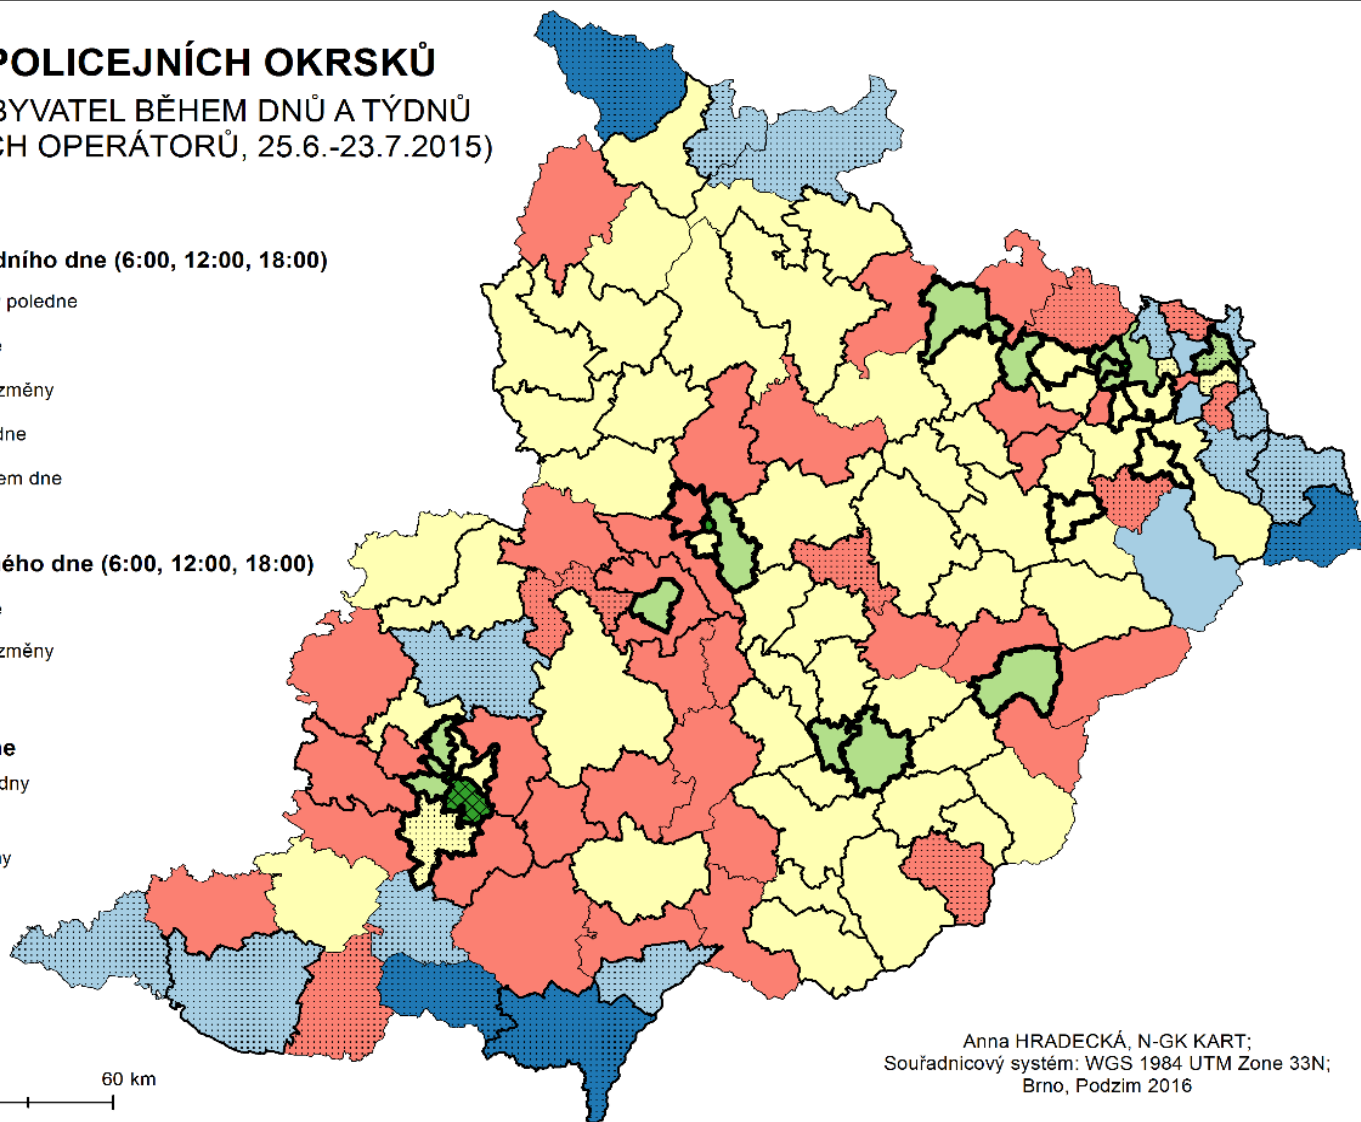 POLICEJNÍCH OKRSKŮ
BYVATEL BĚHEM DNŮ A TÝDNŮ
CH OPERÁTORŮ, 25.6.-23.7.2015)
dního dne (6:00, 12:00, 18:00)
poledne
změny
dne
em dne
ého dne (6:00, 12:00, 18:00)
změny
ne
dny
60 km
Anna HRADECKÁ, N-GK KART;
Souřadnicový systém: WGS 1984 UTM Zone 33N;
Brno, Podzim 2016